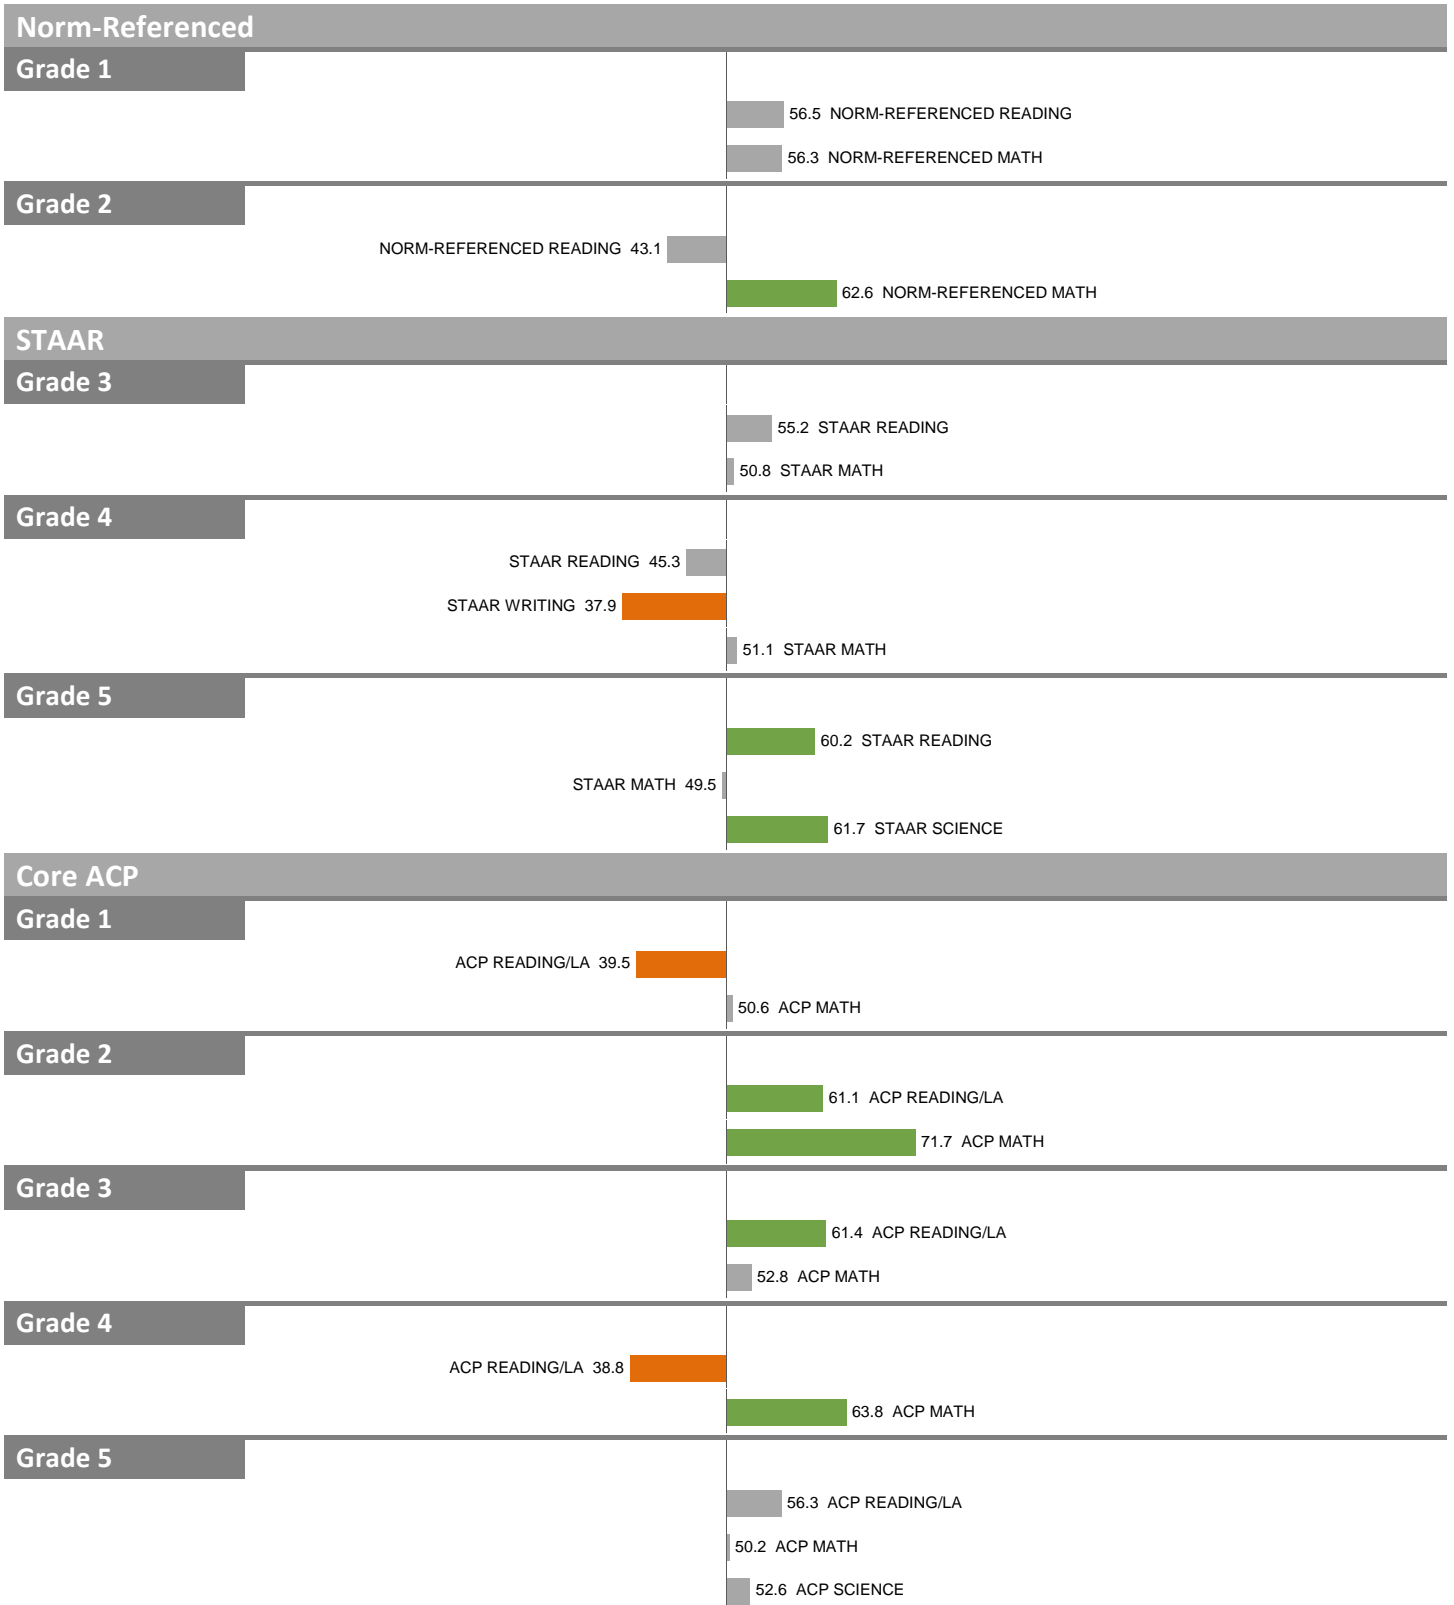 Norm-Referenced
Grade 1
56.5 NORM-REFERENCED READING
56.3 NORM-REFERENCED MATH
Grade 2
NORM-REFERENCED READING 43.1
62.6 NORM-REFERENCED MATH
STAAR
Grade 3
55.2 STAAR READING
50.8 STAAR MATH
Grade 4
STAAR READING 45.3
STAAR WRITING 37.9
51.1 STAAR MATH
Grade 5
60.2 STAAR READING
STAAR MATH 49.5
61.7 STAAR SCIENCE
Core ACP
Grade 1
ACP READING/LA 39.5
50.6 ACP MATH
Grade 2
61.1 ACP READING/LA
71.7 ACP MATH
Grade 3
61.4 ACP READING/LA
52.8 ACP MATH
Grade 4
ACP READING/LA 38.8
63.8 ACP MATH
Grade 5
56.3 ACP READING/LA
50.2 ACP MATH
52.6 ACP SCIENCE